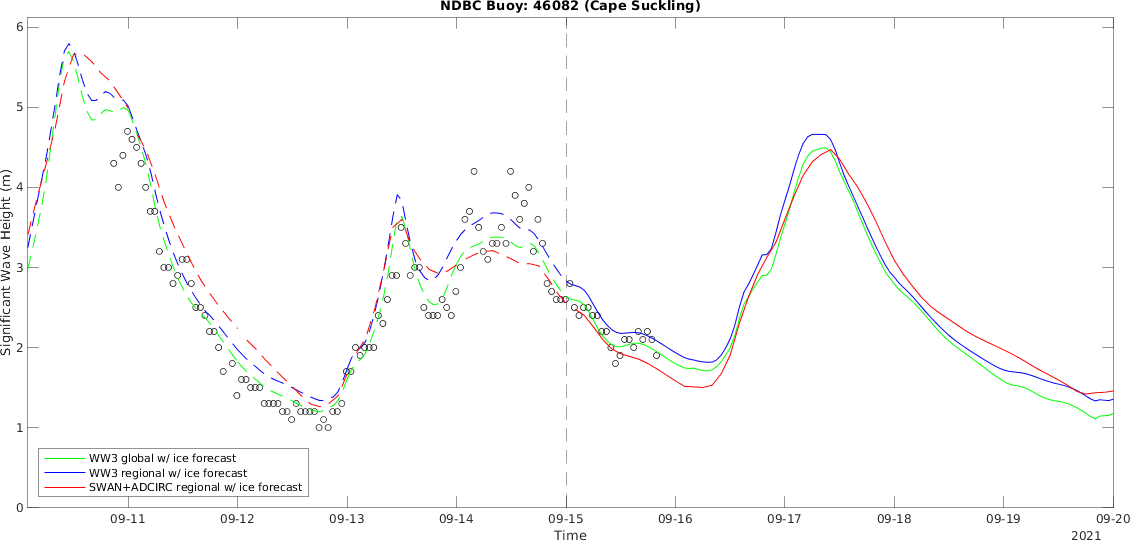 NDBC Buoy: 46082 (Cape Suckling)
6
5
4
3
2
1
0
Significant Wave Height (m)
WW3 global w/ ice forecast
WW3 regional w/ ice forecast
SWAN+ADCIRC regional w/ ice forecast
09-11 09-12 09-13 09-14 09-15 09-16 09-17 09-18 09-19 09-20
Time
2021